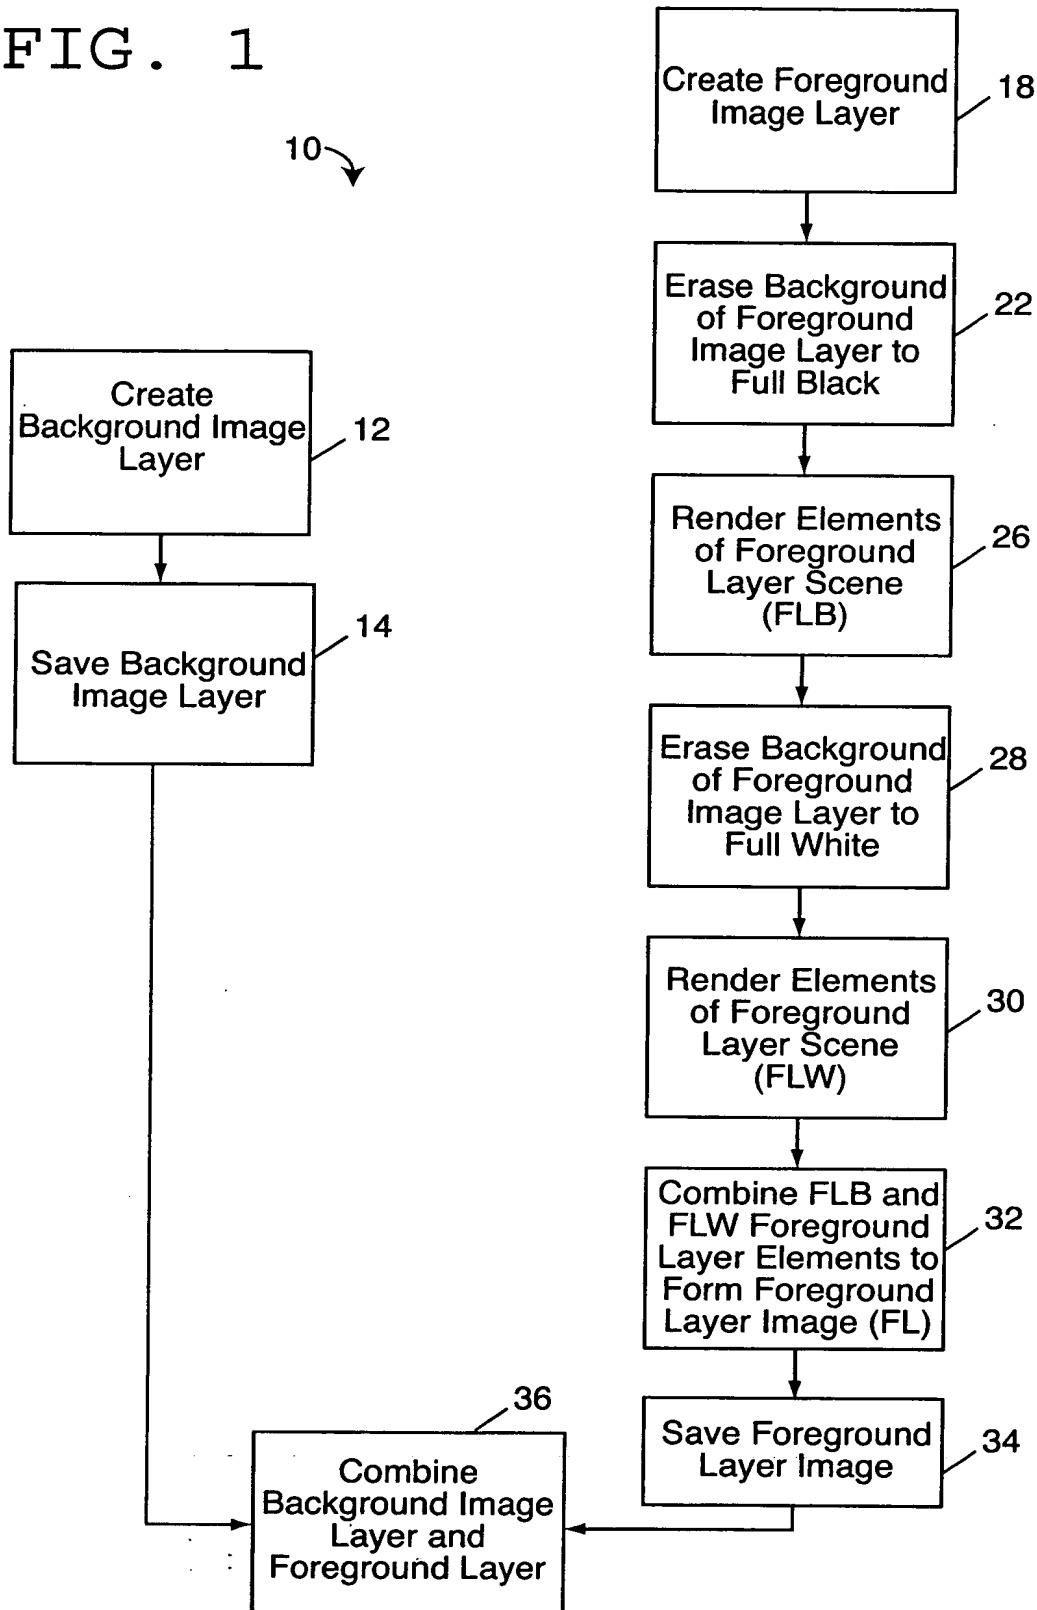 FIG. 1
10
Create
Background Image
Layer
12
Save Background
Image Layer
14
Create Foreground
Image Layer
18
Erase Background
of Foreground
Image Layer to
Full Black
22
Render Elements
of Foreground
Layer Scene
(FLB)
26
Erase Background
of Foreground
Image Layer to
Full White
28
Render Elements
of Foreground
Layer Scene
(FLW)
30
Combine FLB and
FLW Foreground
Layer Elements to
Form Foreground
Layer Image (FL)
32
Save Foreground
Layer Image
34
36
Combine
Background Image
Layer and
Foreground Layer